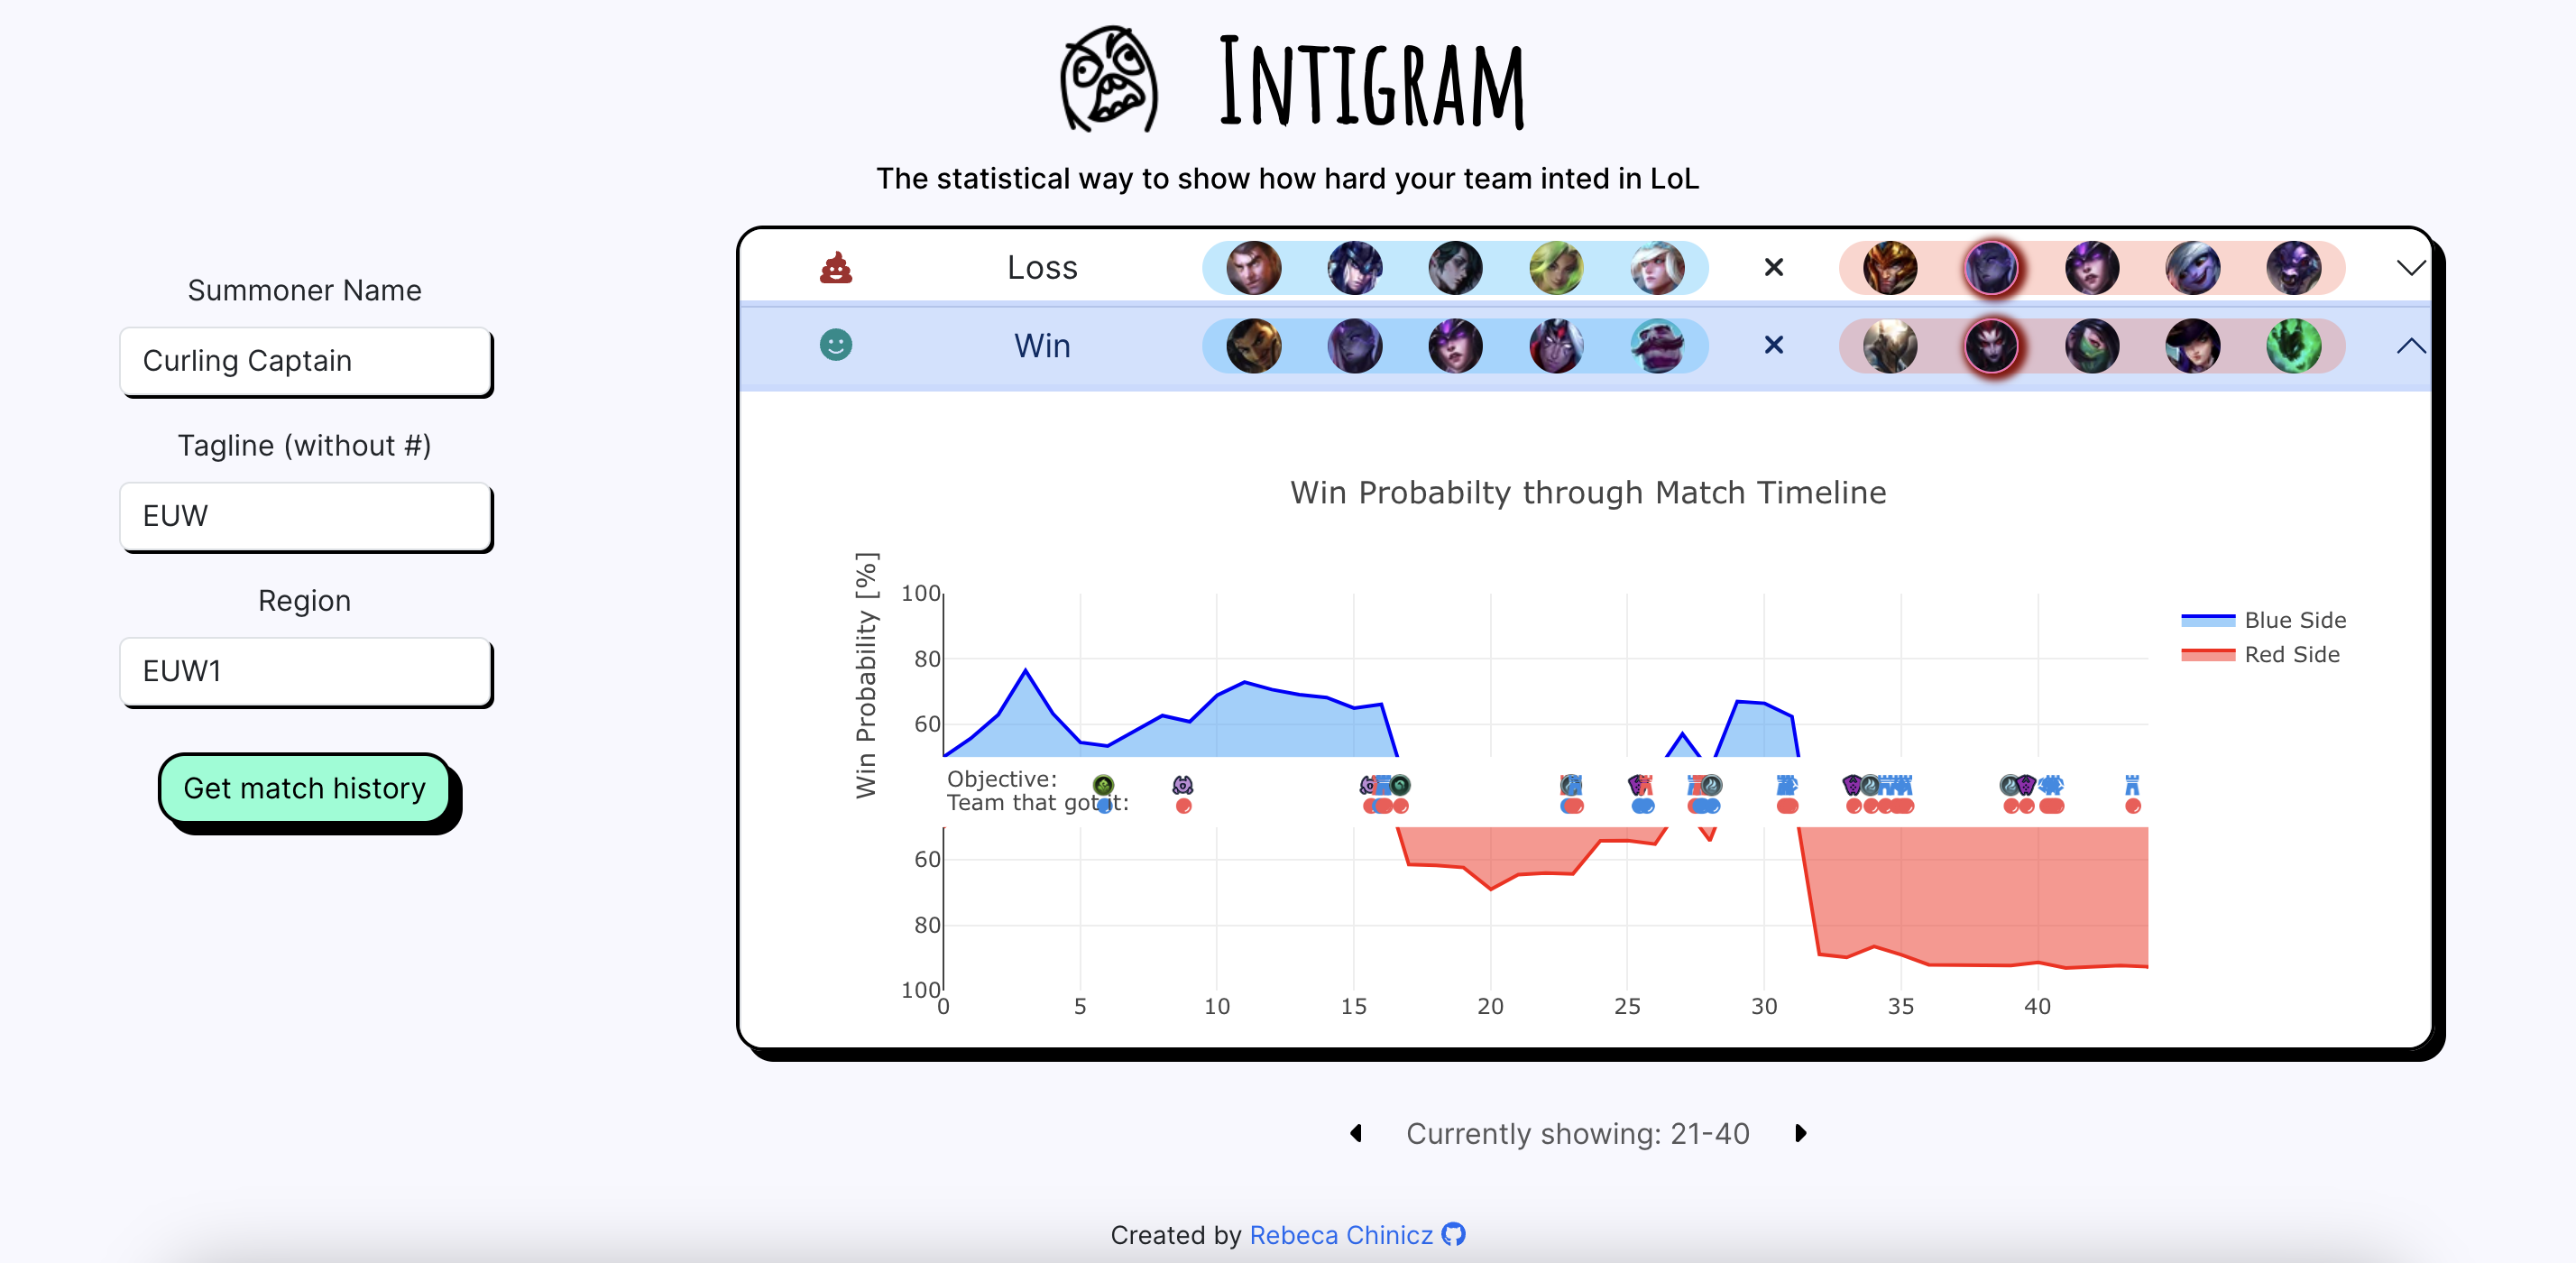 INTIGRAM
The statistical way to show how hard your team inted in LoL
Summoner Name
Curling Captain
Tagline (without #)
EUW
Region
EUW1
Get match history
Loss
Win
Win Probabilty through Match Timeline
Win Probability [%]
100
80
60
Objective:
Team that got it:
60
80
100
0 5 10 15 20 25 30 35 40
Blue Side
Red Side
Currently showing: 21-40
Created by Rebeca Chinicz